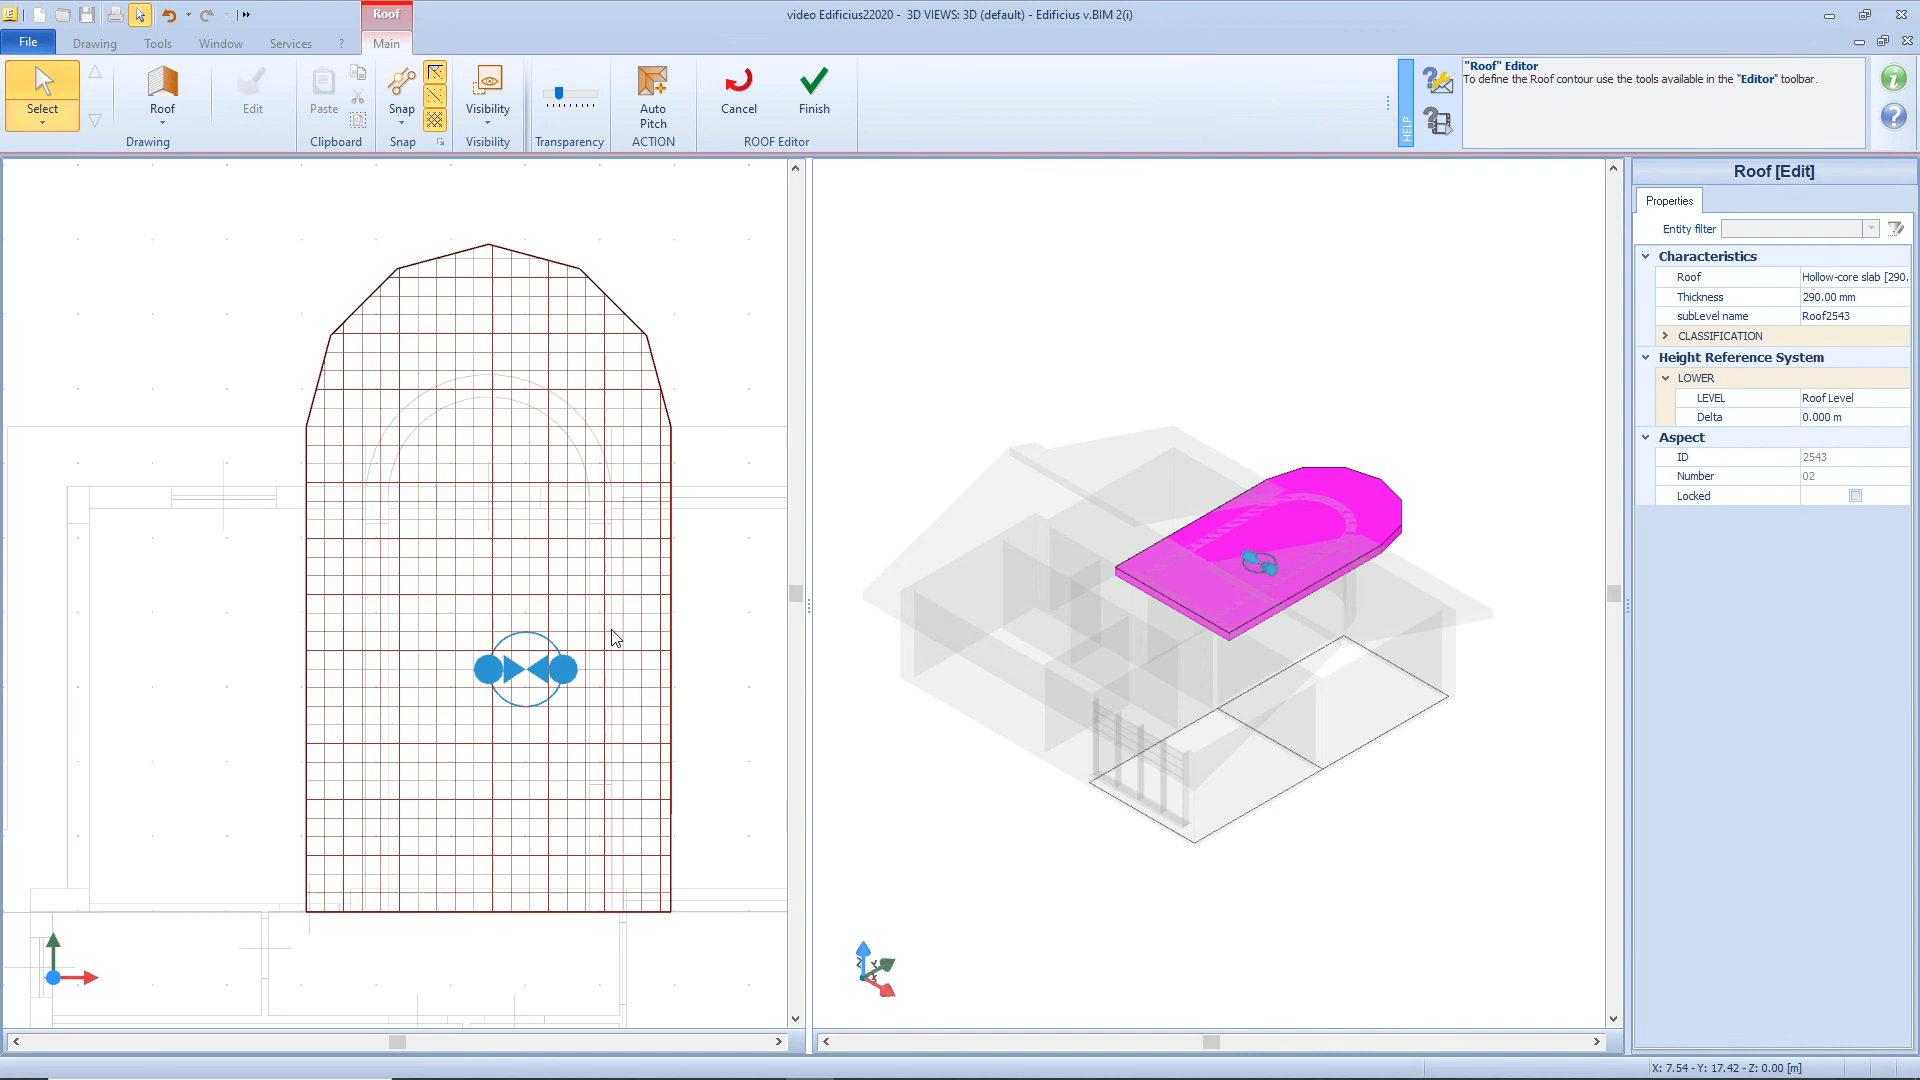 Roof
video Edificius22020 - 3D VIEWS: 3D (default) - Edificius v.BIM 2(i)
File
Drawing
Tools
Window
Services
?
Main
Select
Roof
Edit
Drawing
Paste
Clipboard
Snap
Snap
Visibility
Visibility
Transparency
Auto
Pitch
ACTION
Cancel
Finish
ROOF Editor
HELP
"Roof" Editor
To define the Roof contour use the tools available in the "Editor" toolbar.
Roof [Edit]
Properties
Entity filter
Characteristics
Roof Hollow-core slab [290.
Thickness 290.00 mm
subLevel name Roof2543
CLASSIFICATION
Height Reference System
LOWER
LEVEL Roof Level
Delta 0.000 m
Aspect
ID 2543
Number 02
Locked
X: 7.54 - Y: 17.42 - Z: 0.00 [m]